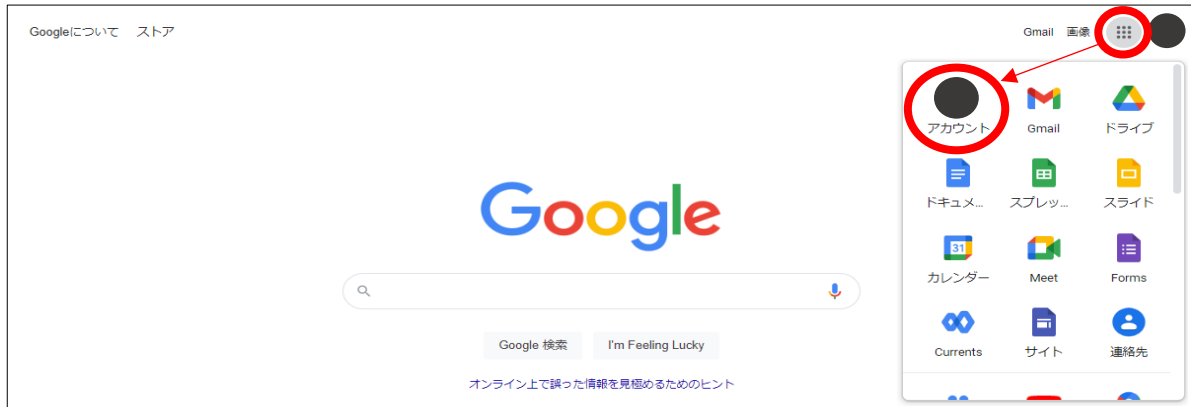 Googleについて ストア
Gmail 画像
アカウント Gmail ドライブ
ドキュメ... スプレッ... スライド
31
カレンダー Meet Forms
Currents サイト 連絡先
Google
Google 検索 I'm Feeling Lucky
オンライン上で誤った情報を見極めるためのヒント